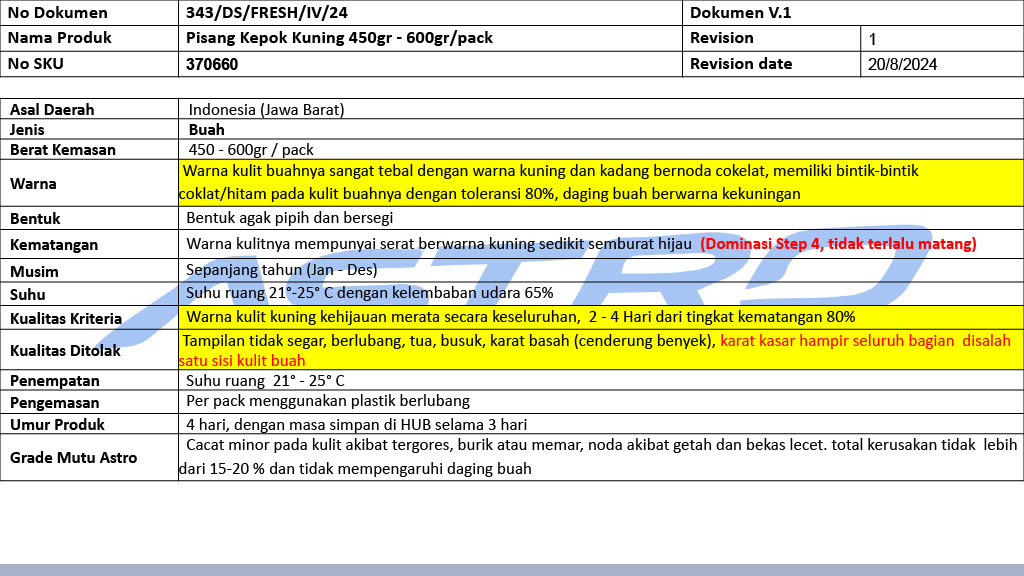 No Dokumen 343/DS/FRESH/IV/24 Dokumen V.1
Nama Produk Pisang Kepok Kuning 450gr - 600gr/pack Revision 1
No SKU 370660 Revision date 20/8/2024
Asal Daerah Indonesia (Jawa Barat)
Jenis Buah
Berat Kemasan 450 - 600gr / pack
Warna Warna kulit buahnya sangat tebal dengan warna kuning dan kadang bernoda cokelat, memiliki bintik-bintik
coklat/hitam pada kulit buahnya dengan toleransi 80%, daging buah berwarna kekuningan
Bentuk Bentuk agak pipih dan bersegi
Kematangan Warna kulitnya mempunyai serat berwarna kuning sedikit semburat hijau (Dominasi Step 4, tidak terlalu matang)
Musim Sepanjang tahun (Jan - Des)
Suhu Suhu ruang 21°-25° C dengan kelembaban udara 65%
Kualitas Kriteria Warna kulit kuning kehijauan merata secara keseluruhan, 2 - 4 Hari dari tingkat kematangan 80%
Kualitas Ditolak Tampilan tidak segar, berlubang, tua, busuk, karat basah (cenderung benyek), karat kasar hampir seluruh bagian disalah
satu sisi kulit buah
Penempatan Suhu ruang 21° - 25° C
Pengemasan Per pack menggunakan plastik berlubang
Umur Produk 4 hari, dengan masa simpan di HUB selama 3 hari
Grade Mutu Astro Cacat minor pada kulit akibat tergores, burik atau memar, noda akibat getah dan bekas lecet. total kerusakan tidak lebih
dari 15-20 % dan tidak mempengaruhi daging buah
ASTRO